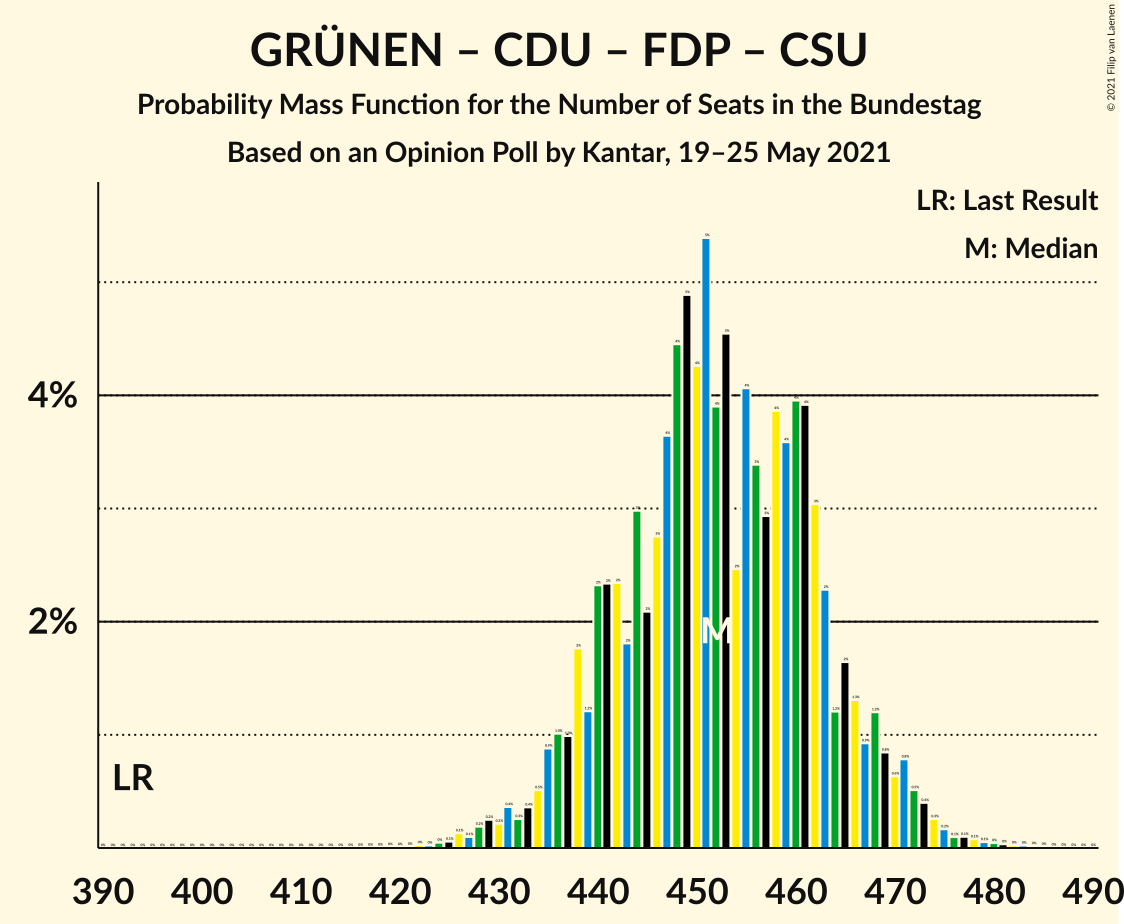 GRÜNEN – CDU – FDP – CSU
Probability Mass Function for the Number of Seats in the Bundestag
Based on an Opinion Poll by Kantar, 19–25 May 2021
© 2021 Filip van Laenen
LR: Last Result
M: Median
4%
2%
LR
M
390 400 410 420 430 440 450 460 470 480 490